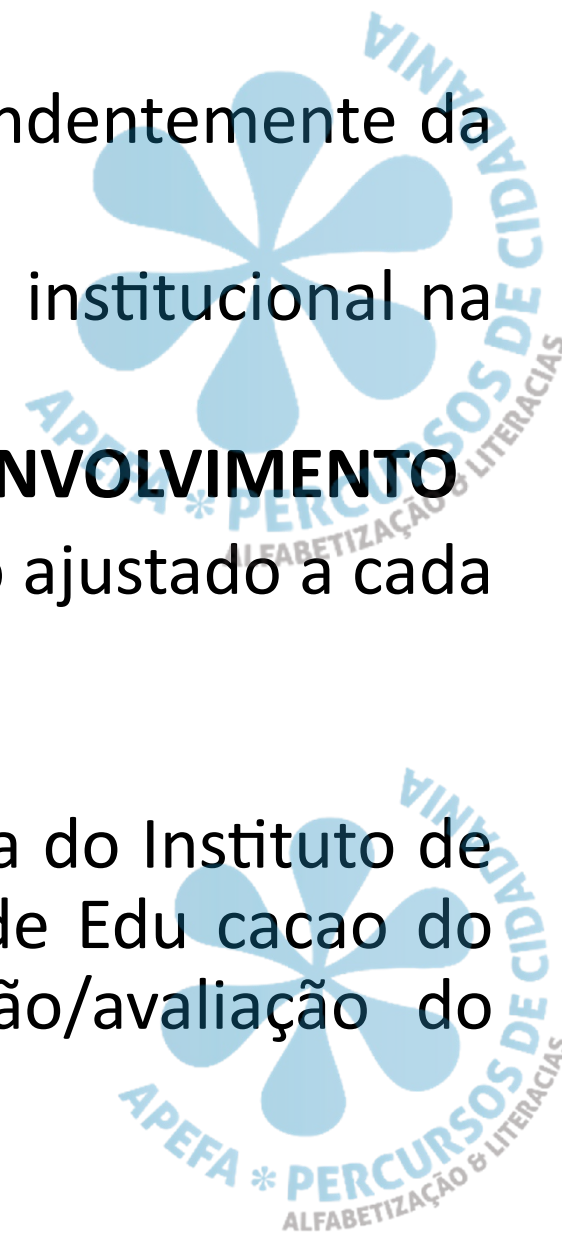 ndentemente da
institucional na
NVOLVIMENTO
o ajustado a cada
a do Instituto de
de Edu cacao do
ão/avaliação do
APEFA * PERCURSOS DE CIDADANIA
ALFABETIZAÇÃO & LITERACIAS
APEFA * PERCURSOS DE CIDADANIA
ALFABETIZAÇÃO & LITERACIAS